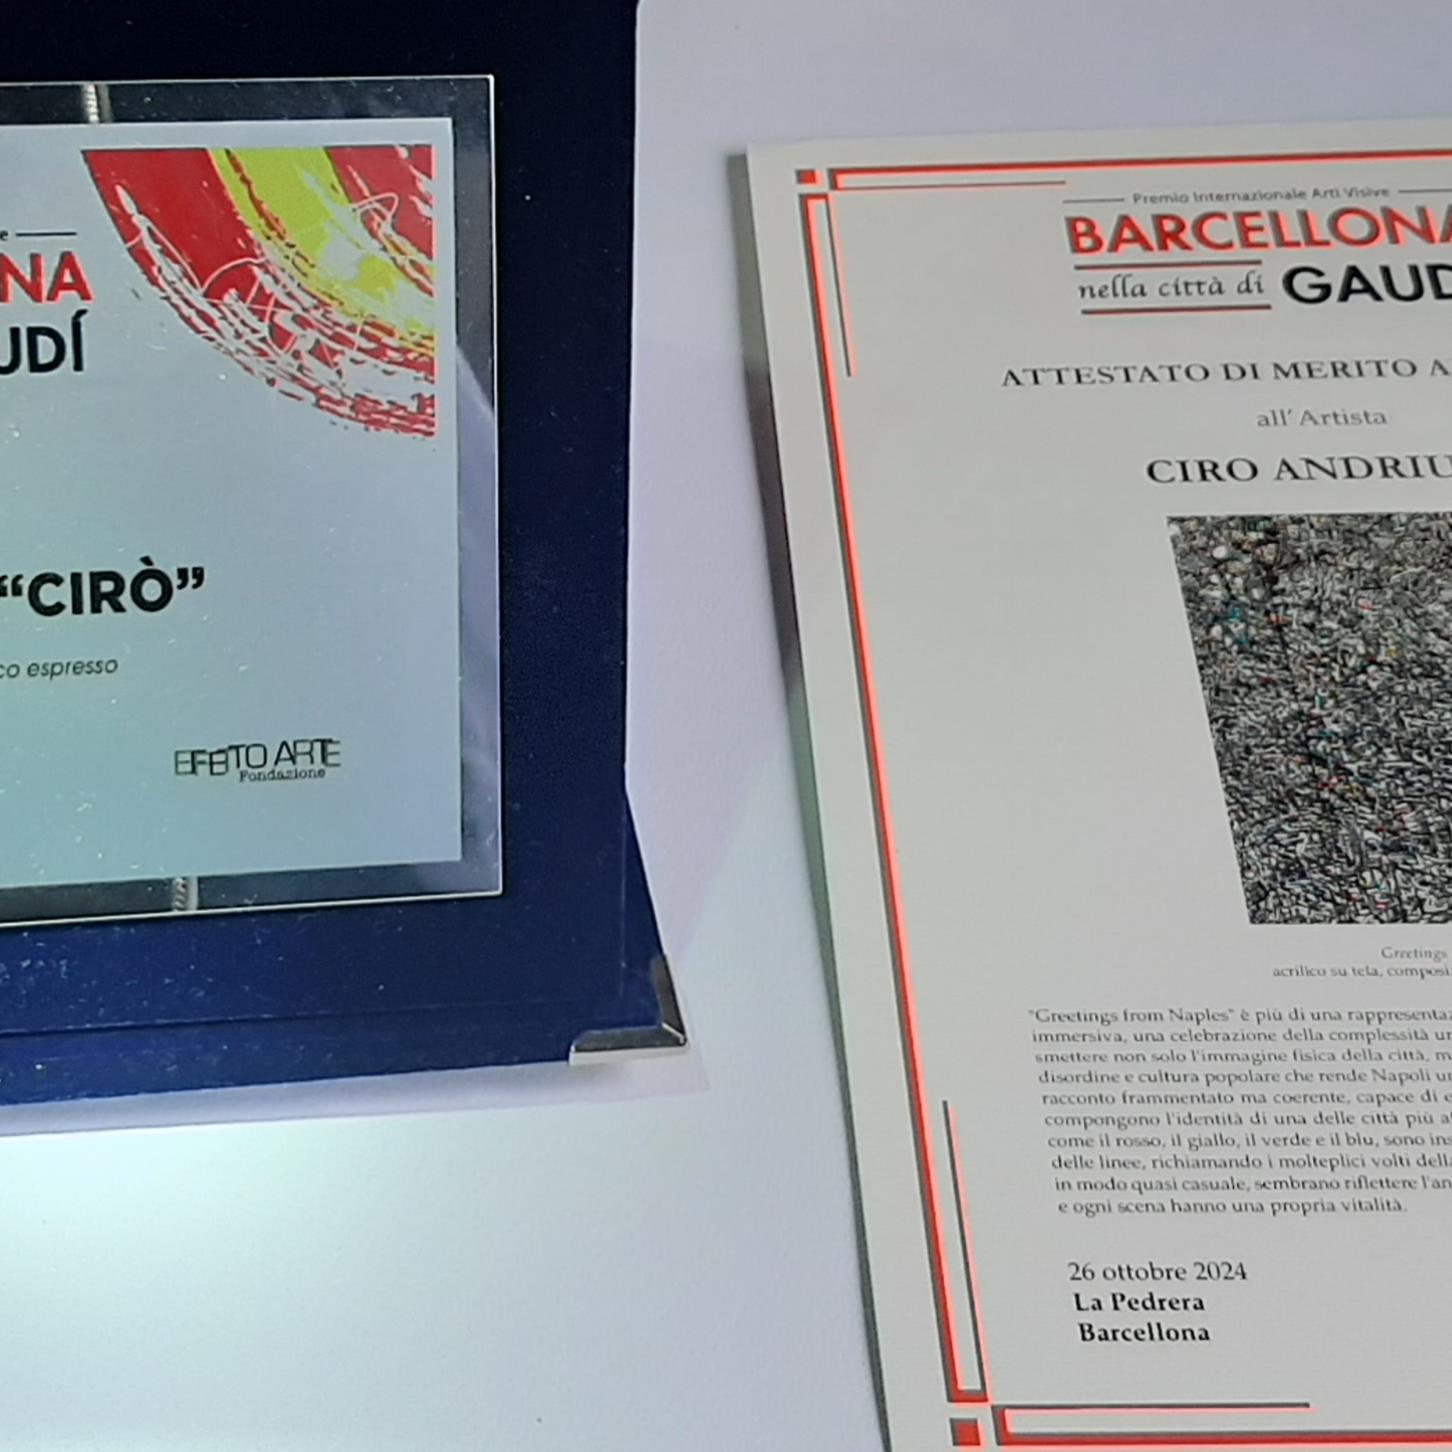 NA
UDÍ
“CIRÒ”
co espresso
EFFETTO ARTE
Fondazione
Premio Internazionale Arti Visive
BARCELLONA
nella città di GAUD
ATTESTATO DI MERITO A
all' Artista
CIRO ANDRIU
Greetings
acrilico su tela, composi
"Greetings from Naples" è più di una rappresentaz
immersiva, una celebrazione della complessità ur
smettere non solo l'immagine fisica della città, m
disordine e cultura popolare che rende Napoli un
racconto frammentato ma coerente, capace di e
compongono l'identità di una delle città più a
come il rosso, il giallo, il verde e il blu, sono ins
delle linee, richiamando i molteplici volti della
in modo quasi casuale, sembrano riflettere l'an
e ogni scena hanno una propria vitalità.
26 ottobre 2024
La Pedrera
Barcellona